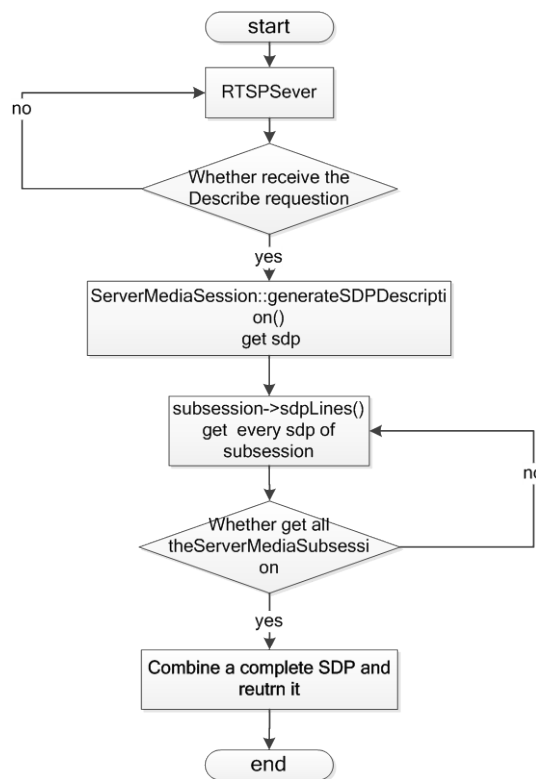 start
RTSPSever
no
Whether receive the
Describe requestion
yes
ServerMediaSession::generateSDPDescripti
on()
get sdp
subsession->sdpLines()
get every sdp of
subsession
no
Whether get all
theServerMediaSubsessi
on
yes
Combine a complete SDP and
reutrn it
end